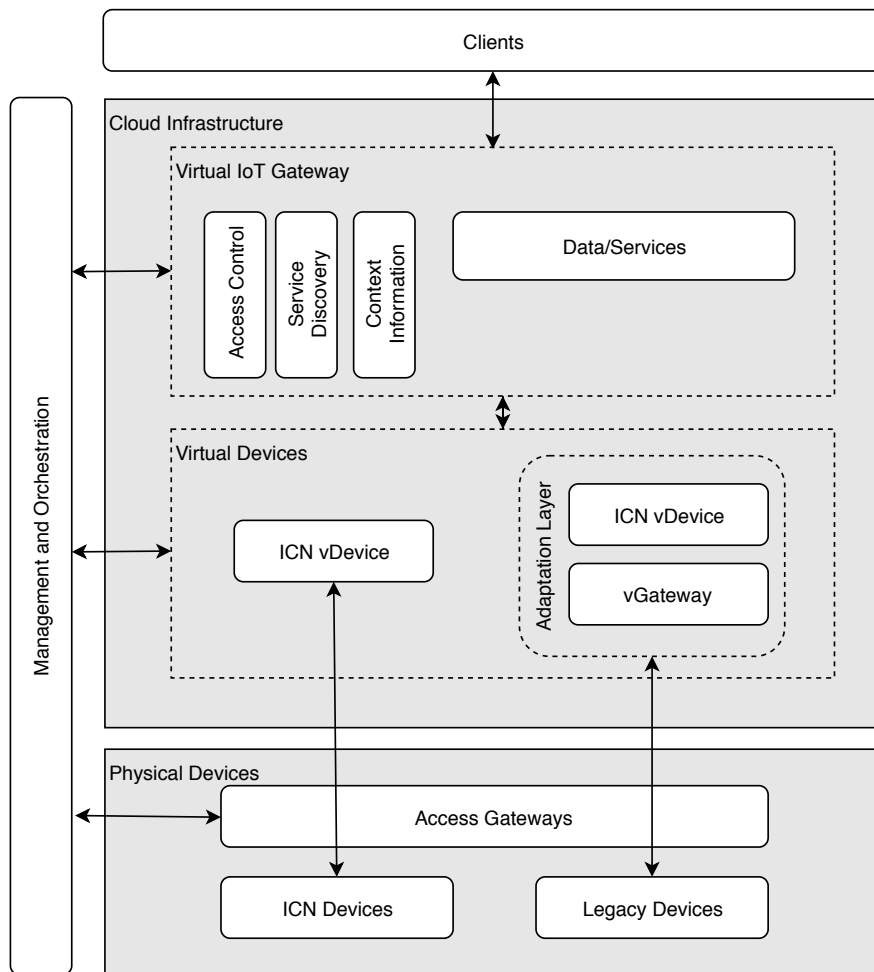 Clients
Management and Orchestration
Cloud Infrastructure
Virtual IoT Gateway
Access Control
Service
Discovery
Context
Information
Data/Services
Virtual Devices
ICN vDevice
Adaptation Layer
ICN vDevice
vGateway
Physical Devices
Access Gateways
ICN Devices
Legacy Devices